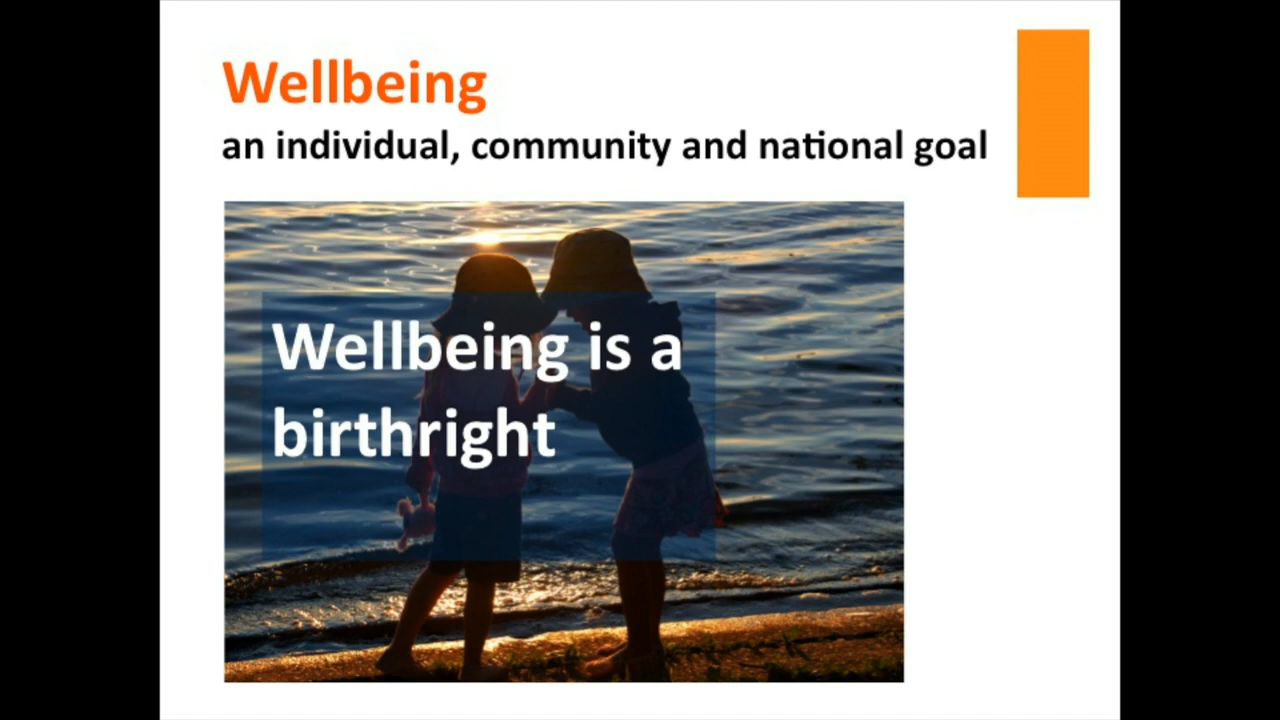 Wellbeing
an individual, community and national goal
Wellbeing is a
birthright